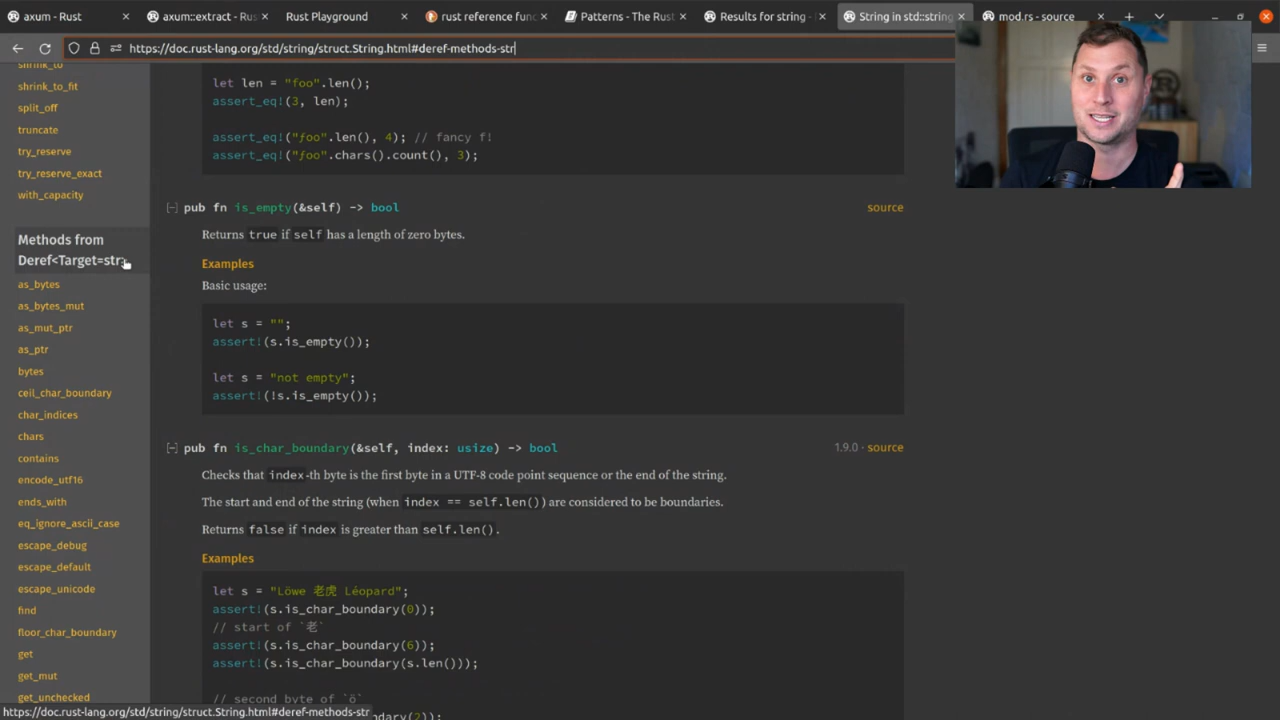 axum - Rust
axum::extract - Rus
Rust Playground
rust reference fun
Patterns - The Rus
Results for string -
String in std::string
mod.rs - source
https://doc.rust-lang.org/std/string/struct.String.html#deref-methods-str
shrink_to
shrink_to_fit
split_off
truncate
try_reserve
try_reserve_exact
with_capacity
Methods from
Deref<Target=str>
as_bytes
as_bytes_mut
as_mut_ptr
as_ptr
bytes
ceil_char_boundary
char_indices
chars
contains
encode_utf16
ends_with
eq_ignore_ascii_case
escape_debug
escape_default
escape_unicode
find
floor_char_boundary
get
get_mut
get_unchecked
let len = "foo".len();
assert_eq!(3, len);
assert_eq!("ƒoo".len(), 4); // fancy f!
assert_eq!("ƒoo".chars().count(), 3);
[-] pub fn is_empty(&self) -> bool
source
Returns true if self has a length of zero bytes.
Examples
Basic usage:
let s = "";
assert!(s.is_empty());
let s = "not empty";
assert!(!s.is_empty());
[-] pub fn is_char_boundary(&self, index: usize) -> bool
1.9.0 · source
Checks that index-th byte is the first byte in a UTF-8 code point sequence or the end of the string.
The start and end of the string (when index == self.len()) are considered to be boundaries.
Returns false if index is greater than self.len().
Examples
let s = "Löwe 老虎 Léopard";
assert!(s.is_char_boundary(0));
// start of `老`
assert!(s.is_char_boundary(6));
assert!(s.is_char_boundary(s.len()));
// second byte of `ö`
https://doc.rust-lang.org/std/string/struct.String.html#deref-methods-str